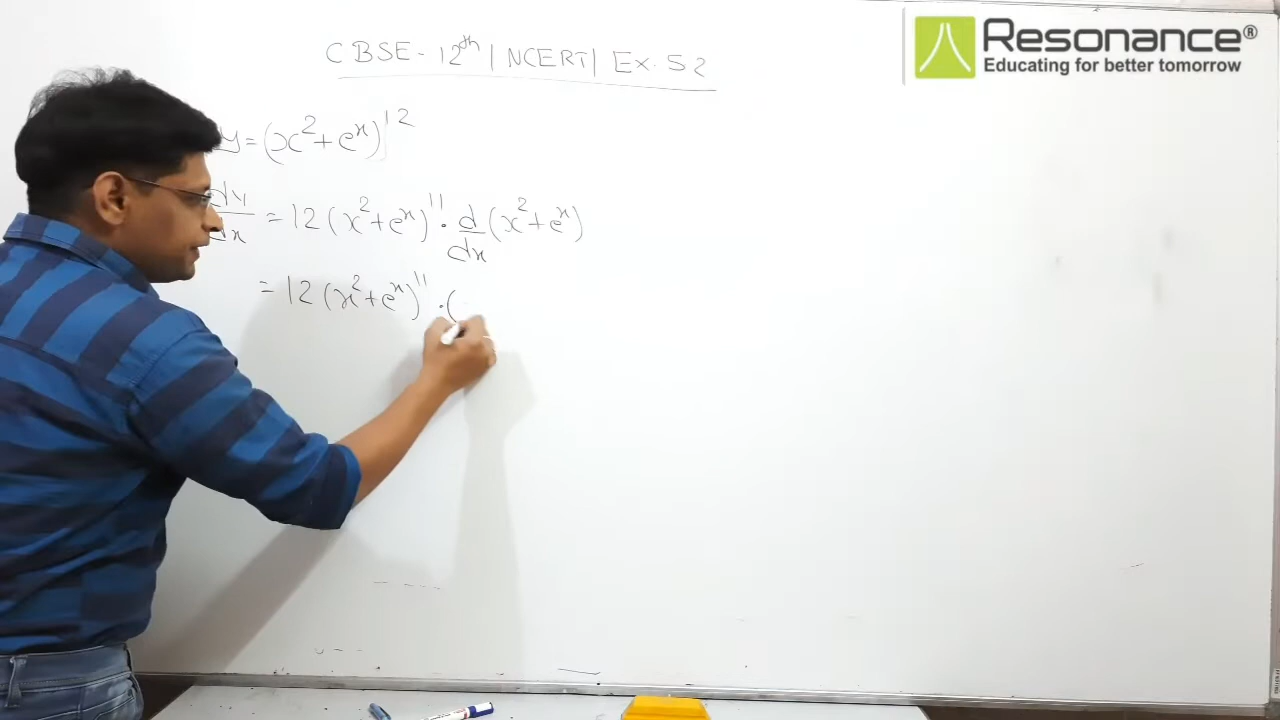 Resonance®
Educating for better tomorrow
CBSE - 12th | NCERT | Ex. 5.2
y = (x² + eˣ)¹²
dy/dx = 12 (x² + eˣ)¹¹ · d/dx (x² + eˣ)
= 12 (x² + eˣ)¹¹ · (